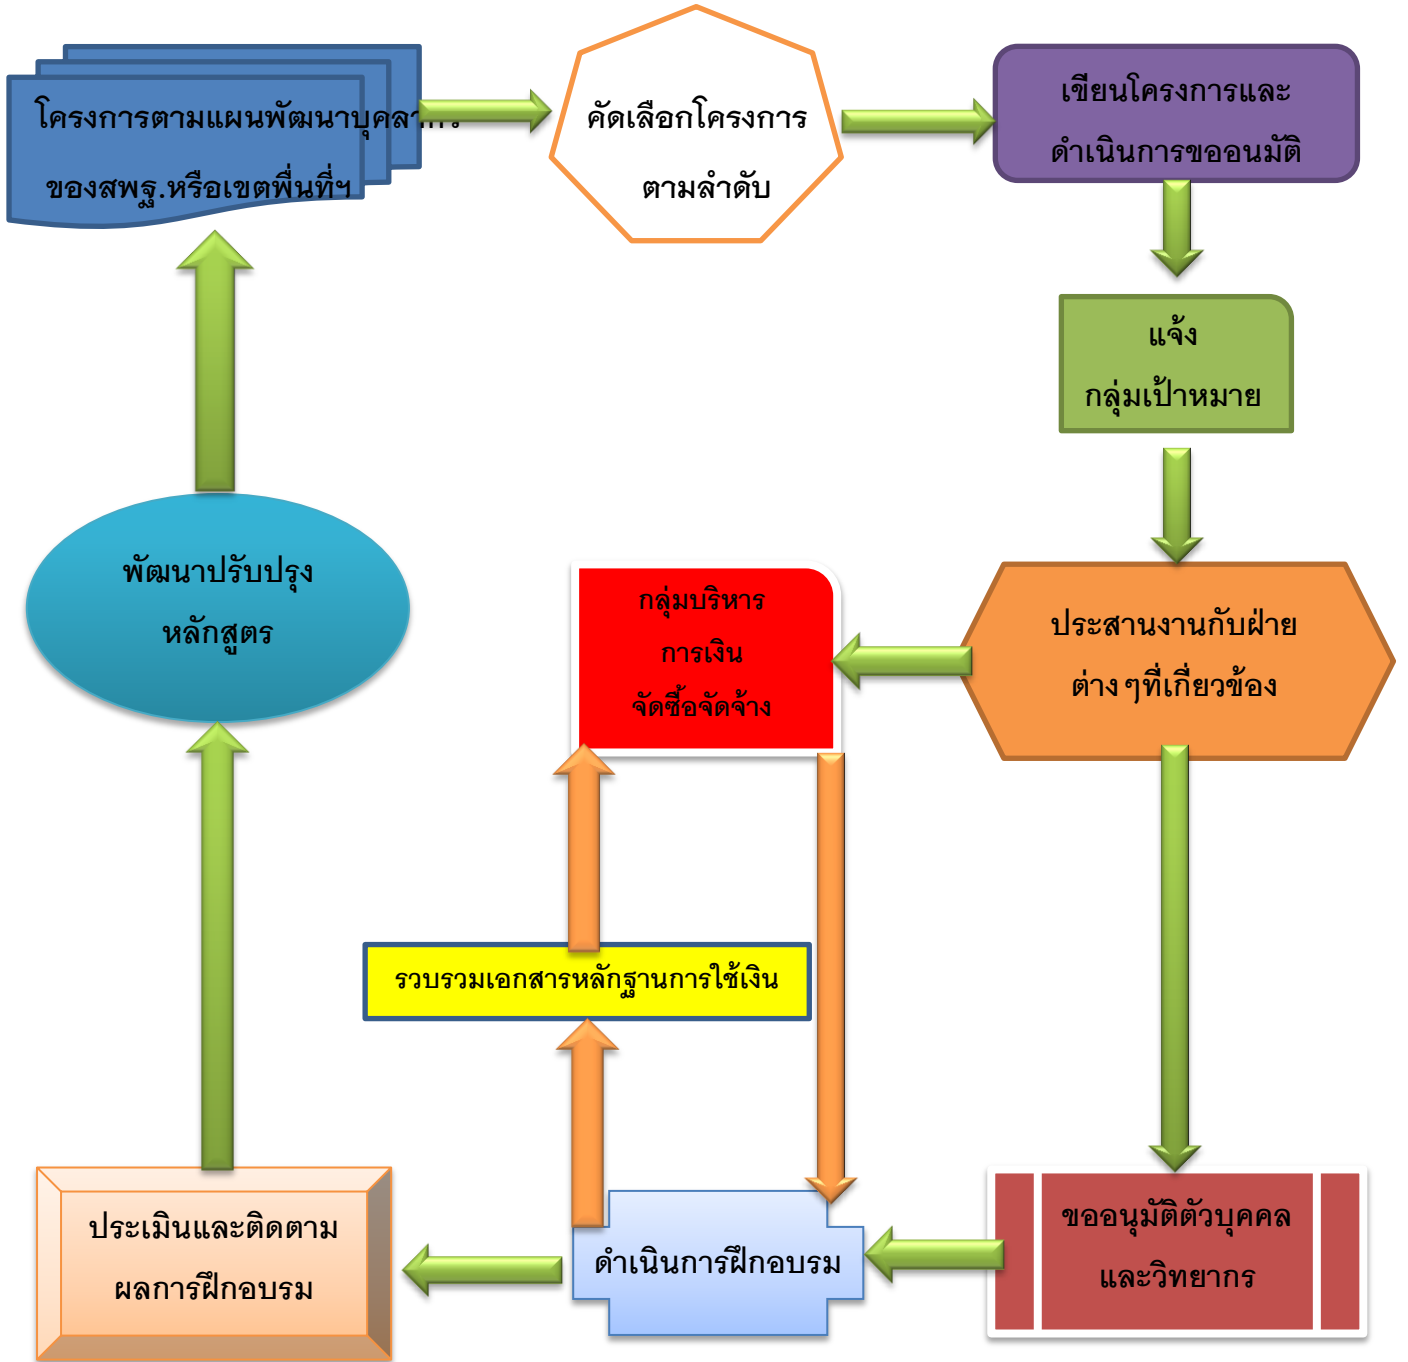 โครงการตามแผนพัฒนาบุคลากร
ของสพฐ.หรือเขตพื่นที่ฯ
คัดเลือกโครงการ
ตามลำดับ
เขียนโครงการและ
ดำเนินการขออนมัติ
แจ้ง
กลุ่มเป้าหมาย
ประสานงานกับฝ่าย
ต่าง ๆที่เกี่ยวข้อง
กลุ่มบริหาร
การเงิน
จัดซื้อจัดจ้าง
พัฒนาปรับปรุง
หลักสูตร
รวบรวมเอกสารหลักฐานการใช้เงิน
ขออนุมัติตัวบุคคล
และวิทยากร
ดำเนินการฝึกอบรม
ประเมินและติดตาม
ผลการฝึกอบรม